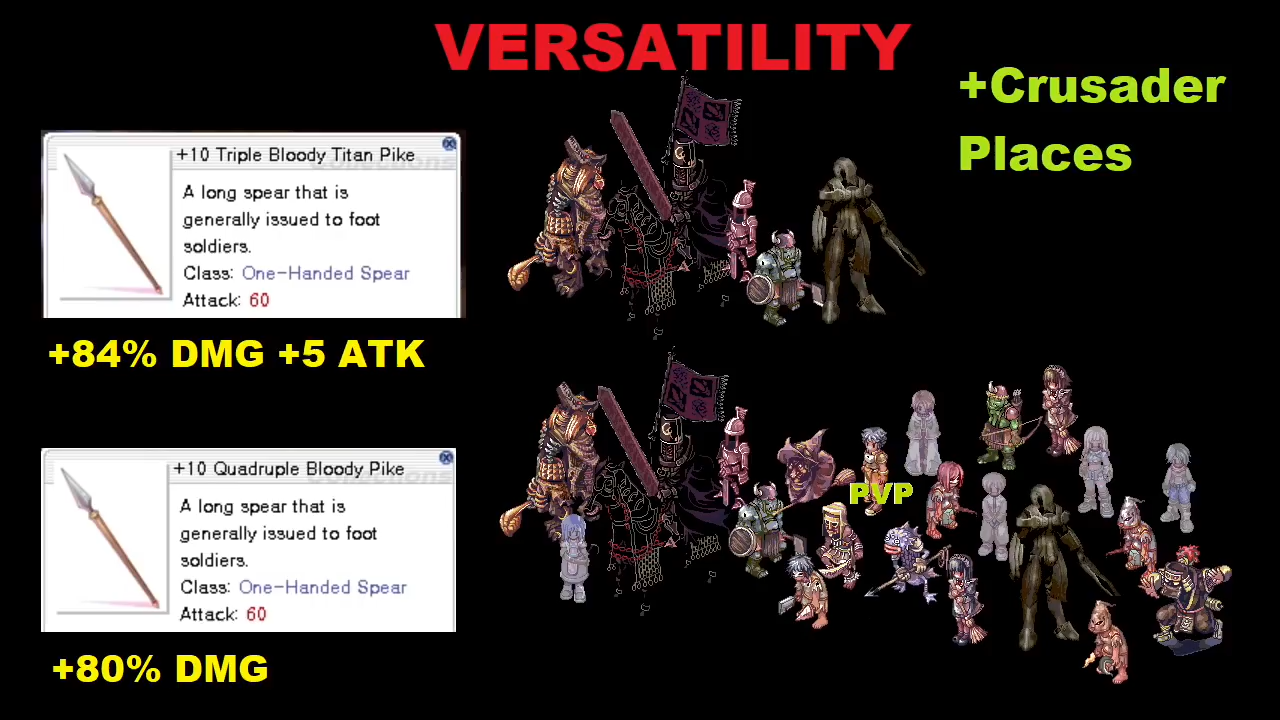 VERSATILITY
+Crusader
Places
+10 Triple Bloody Titan Pike
A long spear that is
generally issued to foot
soldiers.
Class: One-Handed Spear
Attack: 60
+84% DMG +5 ATK
+10 Quadruple Bloody Pike
A long spear that is
generally issued to foot
soldiers.
Class: One-Handed Spear
Attack: 60
+80% DMG
PVP